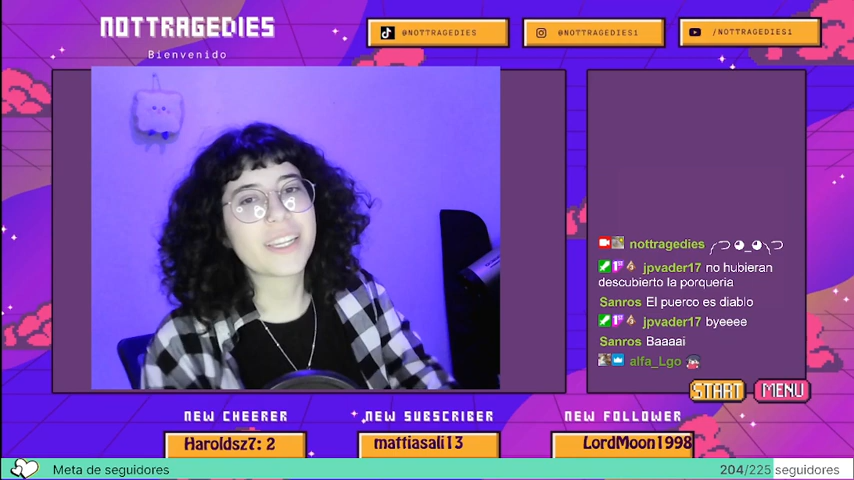 NOTTRAGEDIES
Bienvenido
@NOTTRAGEDIES
@NOTTRAGEDIES1
/NOTTRAGEDIES1
nottragedies ╭⊃ ◕_◕╮⊃
jpvader17 no hubieran
descubierto la porqueria
Sanros El puerco es diablo
jpvader17 byeeee
Sanros Baaaai
alfa_Lgo
START
MENU
NEW CHEERER
NEW SUBSCRIBER
NEW FOLLOWER
Haroldsz7: 2
mattiasali13
LordMoon1998
Meta de seguidores
204/225 seguidores